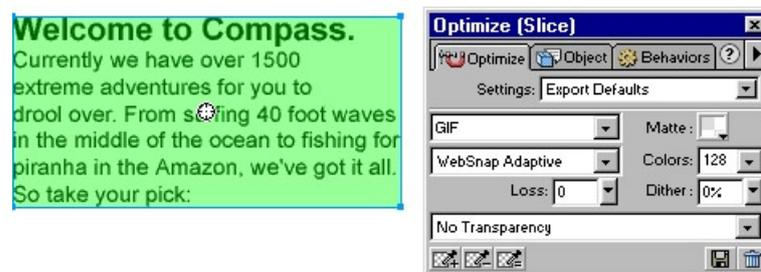 Welcome to Compass.
Currently we have over 1500
extreme adventures for you to
drool over. From surfing 40 foot waves
in the middle of the ocean to fishing for
piranha in the Amazon, we've got it all.
So take your pick:
Optimize (Slice)
Optimize Object Behaviors ?
Settings: Export Defaults
GIF Matte:
WebSnap Adaptive Colors: 128
Loss: 0 Dither: 0%
No Transparency